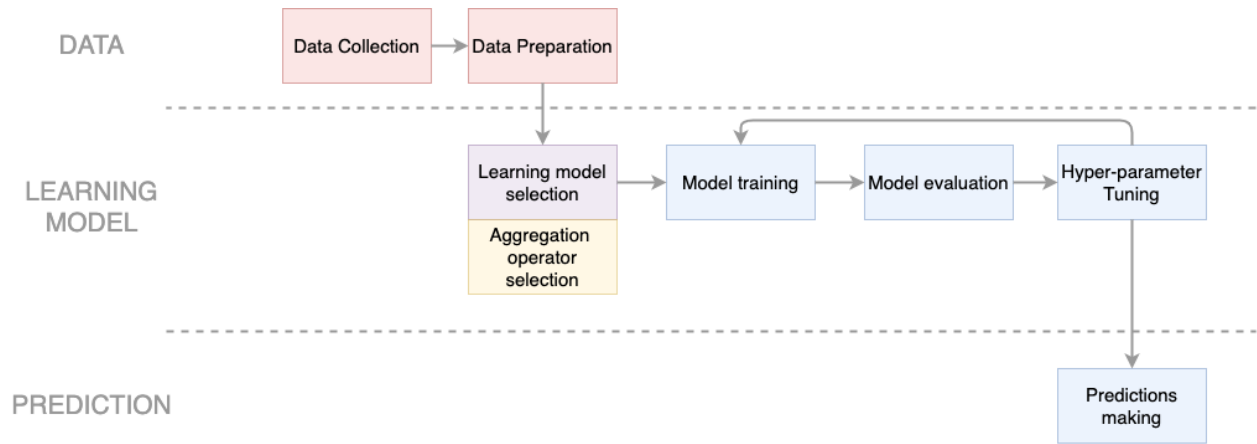 DATA
Data Collection
Data Preparation
LEARNING
MODEL
Learning model
selection
Aggregation
operator
selection
Model training
Model evaluation
Hyper-parameter
Tuning
PREDICTION
Predictions
making